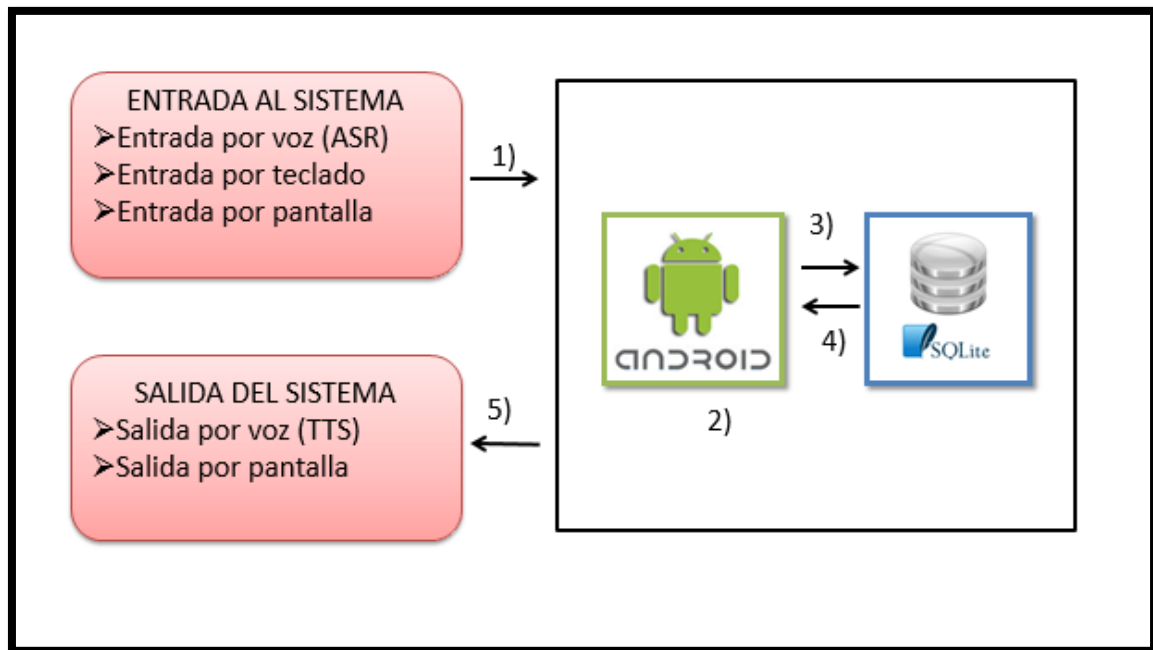 ENTRADA AL SISTEMA
➢Entrada por voz (ASR)
➢Entrada por teclado
➢Entrada por pantalla
1)
3)
ANDROID
4)
SQLite
2)
SALIDA DEL SISTEMA
➢Salida por voz (TTS)
➢Salida por pantalla
5)